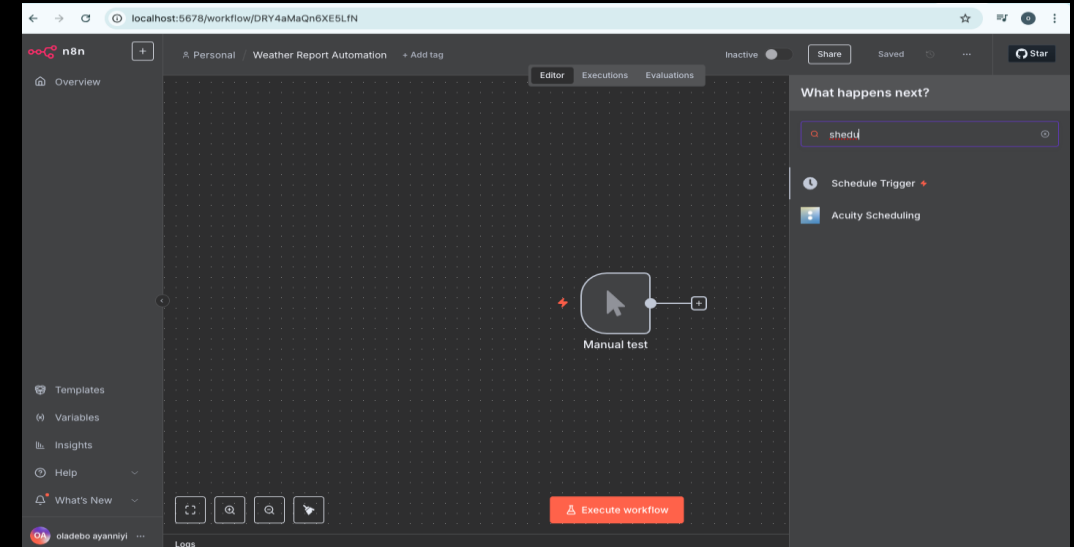 localhost:5678/workflow/DRY4aMaQn6XE5LfN
n8n
Personal / Weather Report Automation + Add tag
Inactive Share Saved ... Star
Overview
Editor Executions Evaluations
What happens next?
shedu
Schedule Trigger
Acuity Scheduling
Manual test
Templates
Variables
Insights
Help
What's New
Execute workflow
OA oladebo ayanniyi ...
Logs